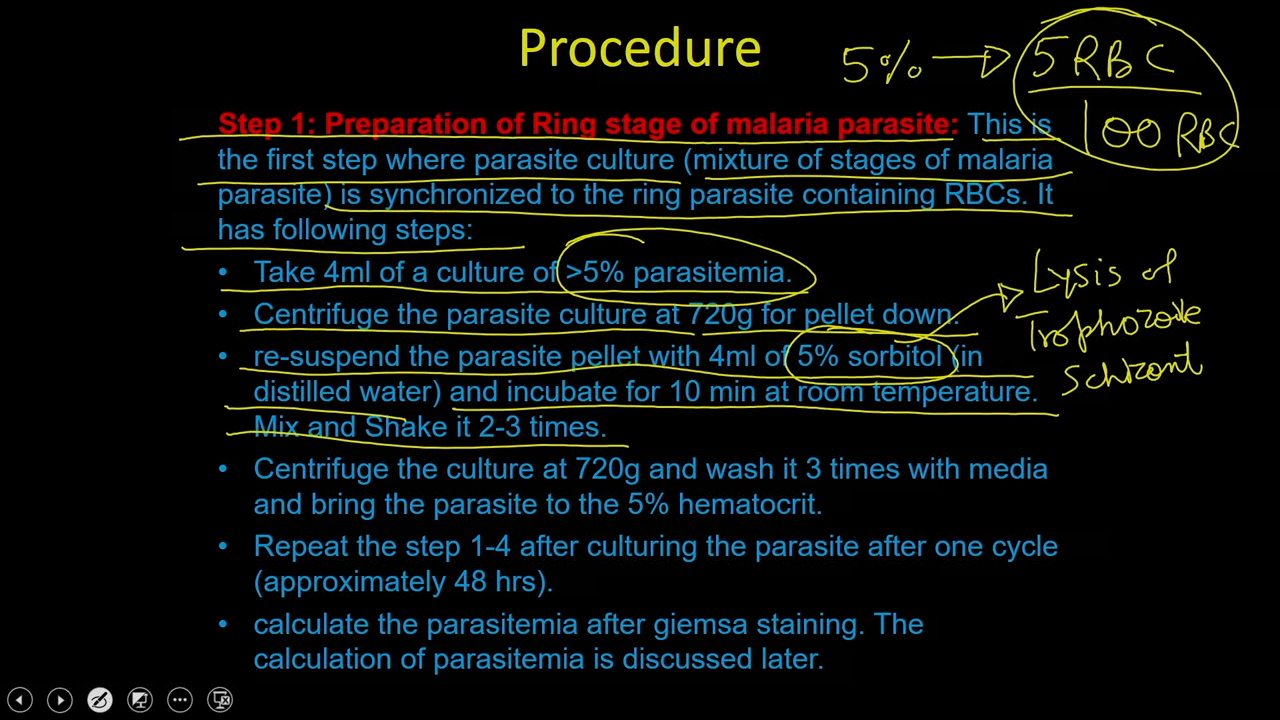 Procedure
5% → 5 RBC
100 RBC
Step 1: Preparation of Ring stage of malaria parasite: This is
the first step where parasite culture (mixture of stages of malaria
parasite) is synchronized to the ring parasite containing RBCs. It
has following steps:
• Take 4ml of a culture of >5% parasitemia.
• Centrifuge the parasite culture at 720g for pellet down.
• re-suspend the parasite pellet with 4ml of 5% sorbitol (in
distilled water) and incubate for 10 min at room temperature.
Mix and Shake it 2-3 times.
Lysis of
Trophozoite
Schizont
• Centrifuge the culture at 720g and wash it 3 times with media
and bring the parasite to the 5% hematocrit.
• Repeat the step 1-4 after culturing the parasite after one cycle
(approximately 48 hrs).
• calculate the parasitemia after giemsa staining. The
calculation of parasitemia is discussed later.